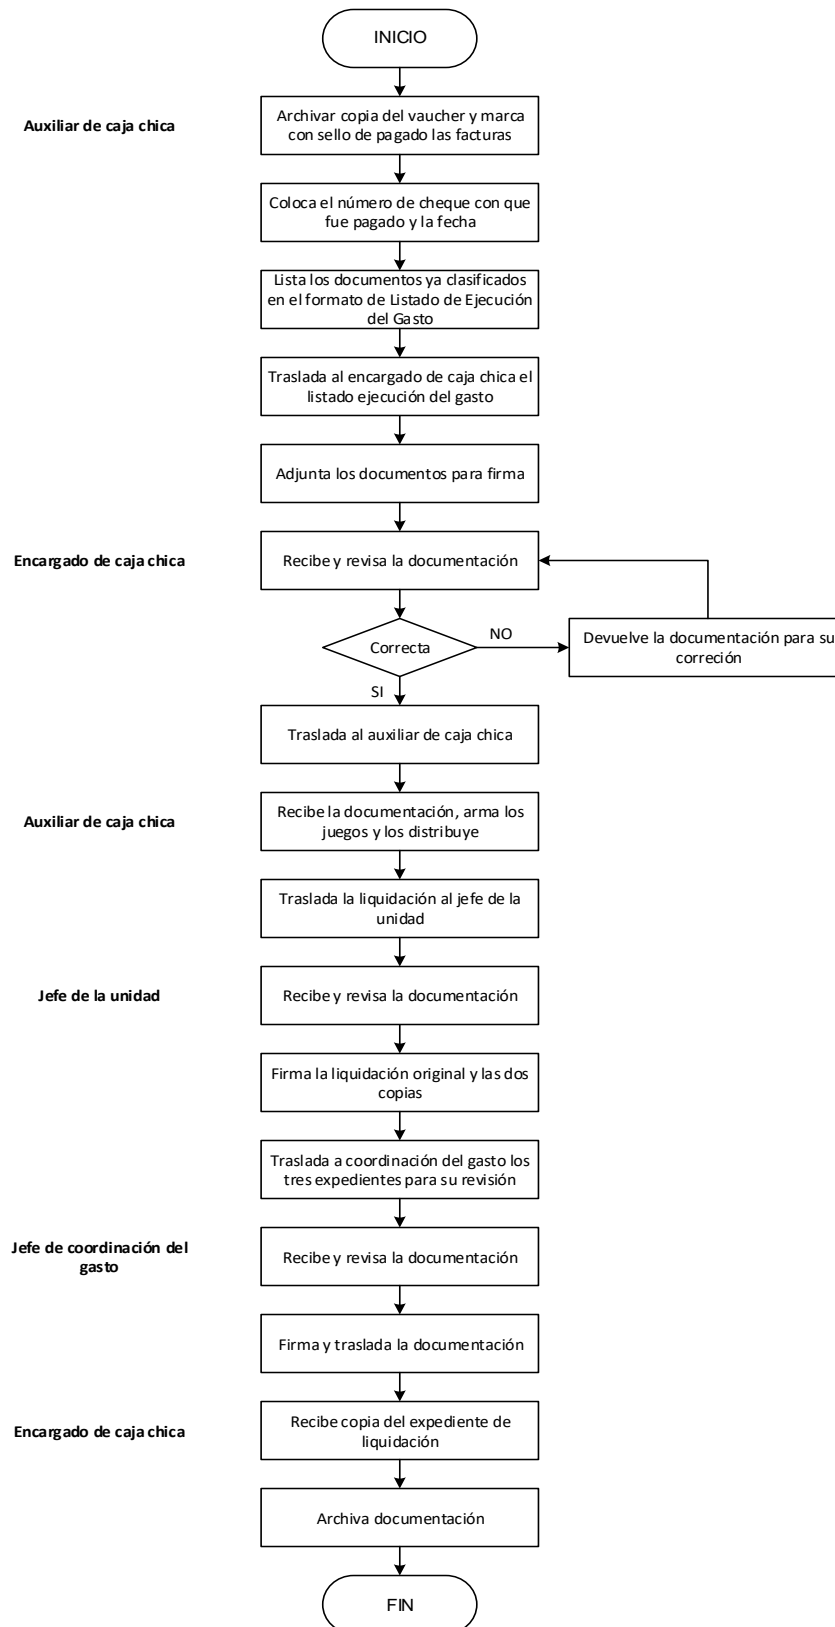 INICIO
Auxiliar de caja chica
Archivar copia del vaucher y marca
con sello de pagado las facturas
Coloca el número de cheque con que
fue pagado y la fecha
Lista los documentos ya clasificados
en el formato de Listado de Ejecución
del Gasto
Traslada al encargado de caja chica el
listado ejecución del gasto
Adjunta los documentos para firma
Encargado de caja chica
Recibe y revisa la documentación
Correcta
NO
Devuelve la documentación para su
correción
SI
Traslada al auxiliar de caja chica
Auxiliar de caja chica
Recibe la documentación, arma los
juegos y los distribuye
Traslada la liquidación al jefe de la
unidad
Jefe de la unidad
Recibe y revisa la documentación
Firma la liquidación original y las dos
copias
Traslada a coordinación del gasto los
tres expedientes para su revisión
Jefe de coordinación del
gasto
Recibe y revisa la documentación
Firma y traslada la documentación
Encargado de caja chica
Recibe copia del expediente de
liquidación
Archiva documentación
FIN